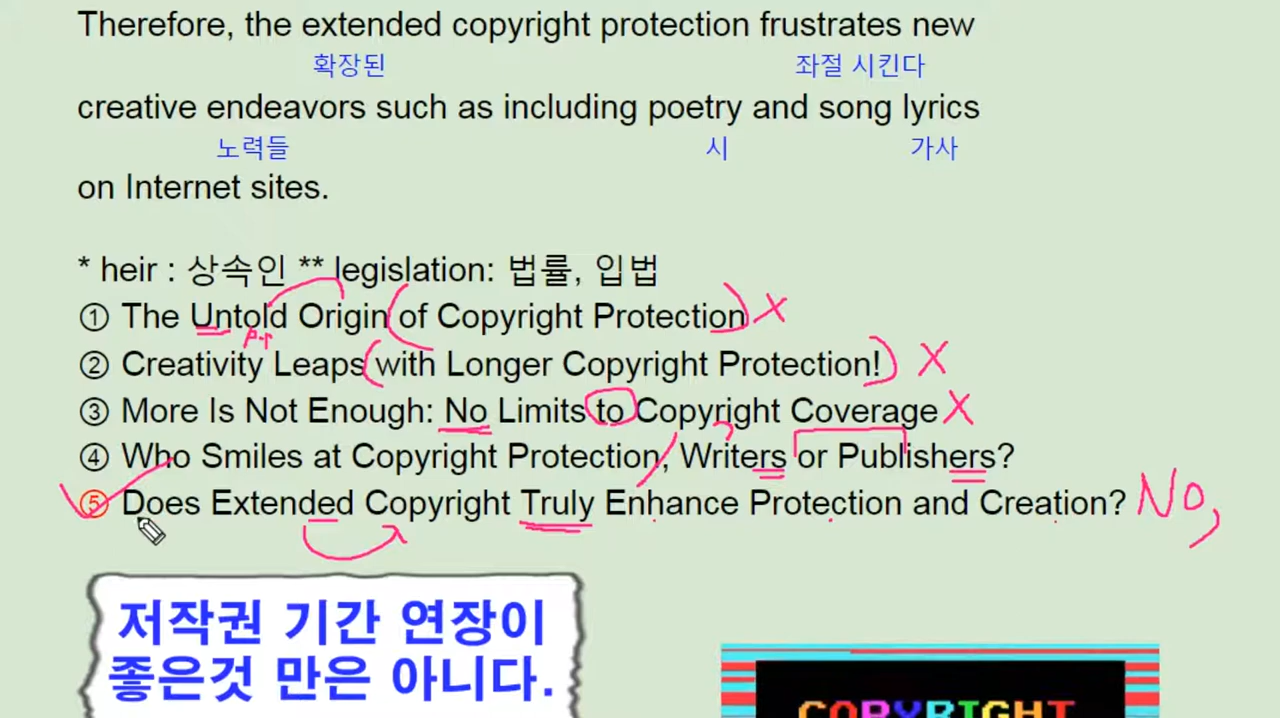 Therefore, the extended copyright protection frustrates new
확장된 좌절 시킨다
creative endeavors such as including poetry and song lyrics
노력들 시 가사
on Internet sites.
* heir : 상속인 ** legislation: 법률, 입법
① The Untold Origin of Copyright Protection X
p.p
② Creativity Leaps with Longer Copyright Protection! X
③ More Is Not Enough: No Limits to Copyright Coverage X
④ Who Smiles at Copyright Protection, Writers or Publishers?
⑤ Does Extended Copyright Truly Enhance Protection and Creation? No,
저작권 기간 연장이
좋은것 만은 아니다.
COPYRIGHT